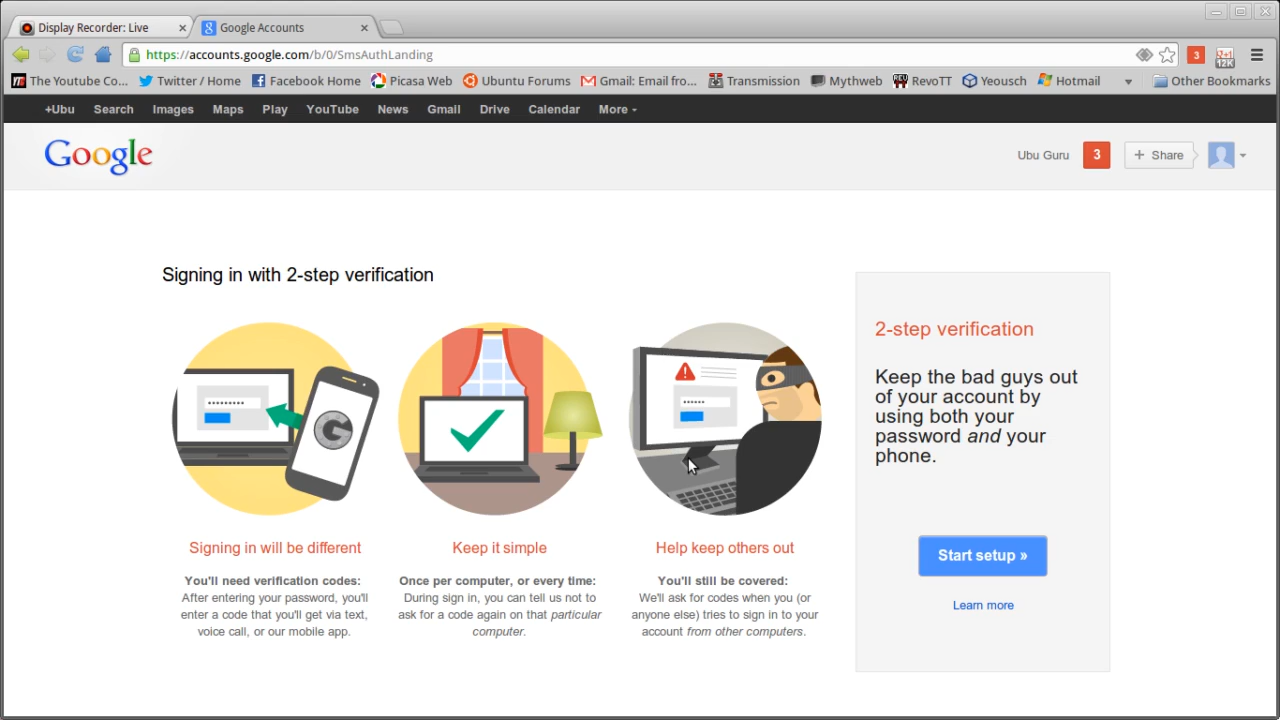 Display Recorder: Live
Google Accounts
https://accounts.google.com/b/0/SmsAuthLanding
3
+1
12K
The Youtube Co...
Twitter / Home
Facebook Home
Picasa Web
Ubuntu Forums
Gmail: Email fro...
Transmission
Mythweb
RevoTT
Yeousch
Hotmail
Other Bookmarks
+Ubu Search Images Maps Play YouTube News Gmail Drive Calendar More
Google
Ubu Guru
3
+ Share
Signing in with 2-step verification
Signing in will be different
You'll need verification codes:
After entering your password, you'll
enter a code that you'll get via text,
voice call, or our mobile app.
Keep it simple
Once per computer, or every time:
During sign in, you can tell us not to
ask for a code again on that particular
computer.
Help keep others out
You'll still be covered:
We'll ask for codes when you (or
anyone else) tries to sign in to your
account from other computers.
2-step verification
Keep the bad guys out
of your account by
using both your
password and your
phone.
Start setup »
Learn more